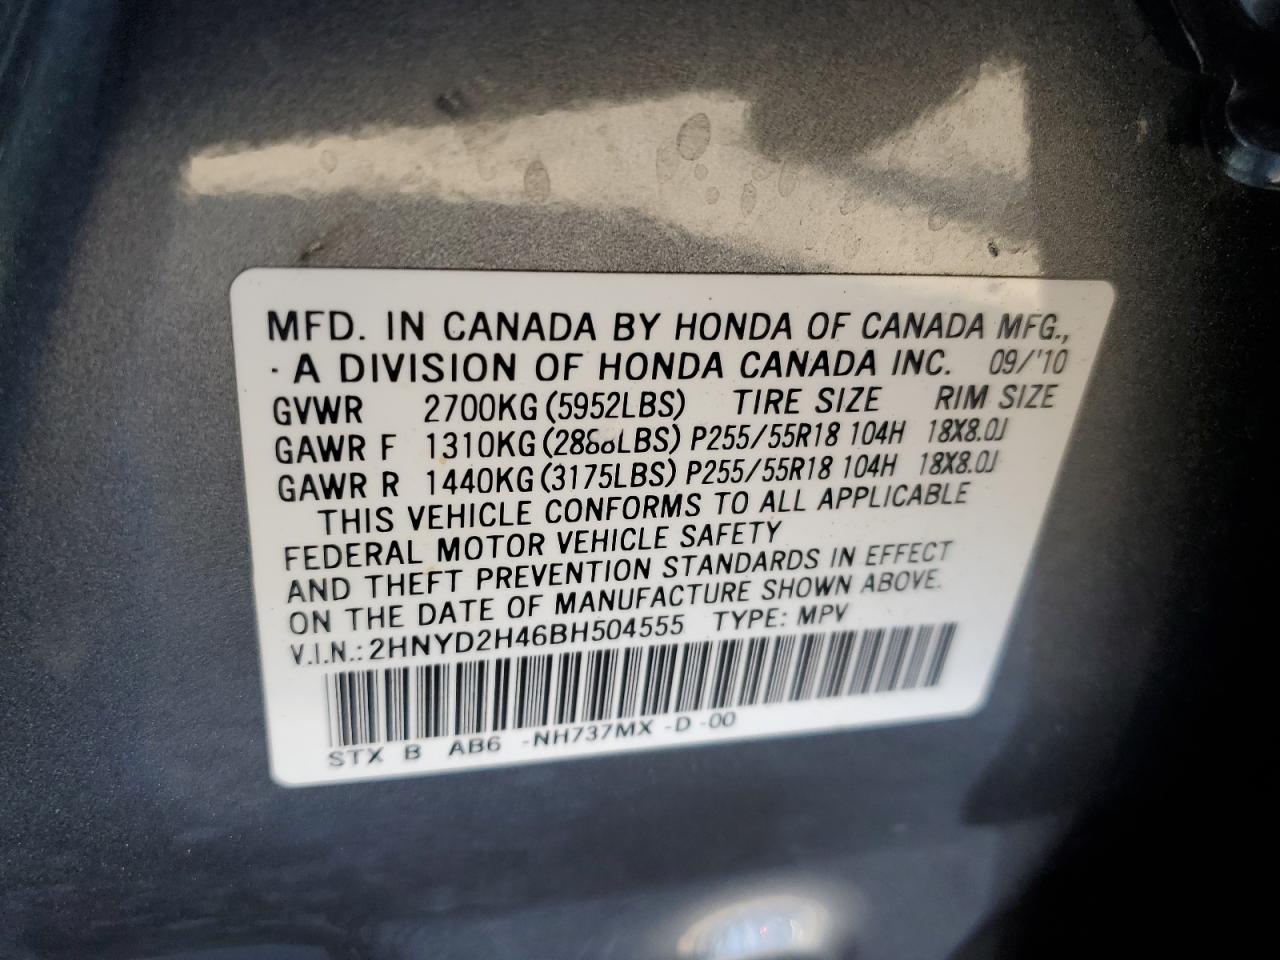 MFD. IN CANADA BY HONDA OF CANADA MFG.,
· A DIVISION OF HONDA CANADA INC. 09/'10
GVWR 2700KG (5952LBS) TIRE SIZE RIM SIZE
GAWR F 1310KG P255/55R18 104H 18X8.0J
GAWR R 1440KG (3175LBS) P255/55R18 104H 18X8.0J
THIS VEHICLE CONFORMS TO ALL APPLICABLE
FEDERAL MOTOR VEHICLE SAFETY
AND THEFT PREVENTION STANDARDS IN EFFECT
ON THE DATE OF MANUFACTURE SHOWN ABOVE.
V.I.N.: 2HNYD2H46BH504555 TYPE: MPV
STX B AB6 -NH737MX -D -00